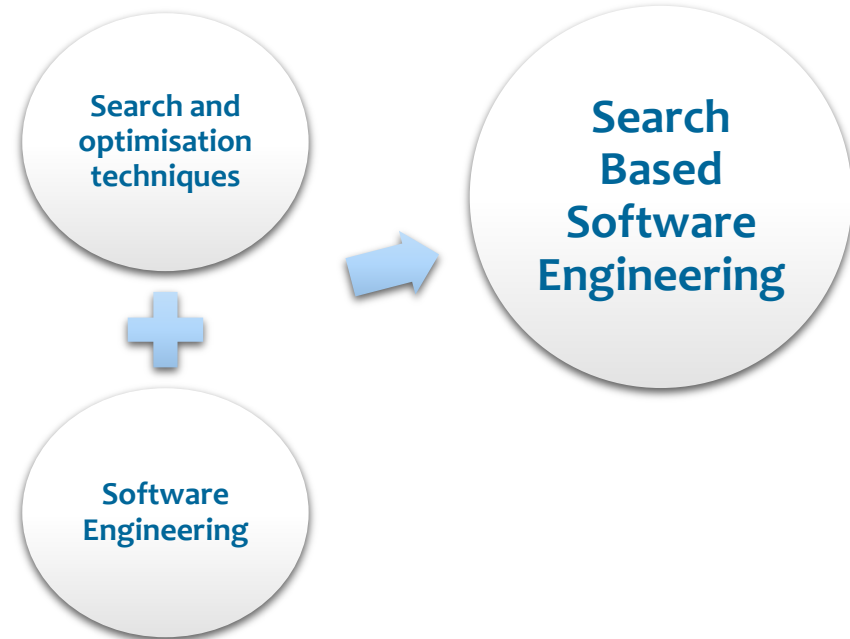 Search and
optimisation
techniques
Software
Engineering
Search
Based
Software
Engineering